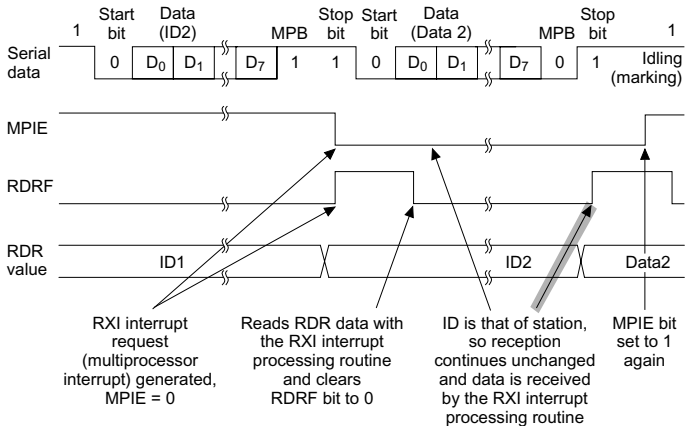 1 Start bit Data (ID2) MPB Stop bit Start bit Data (Data 2) MPB Stop bit 1
Serial data 0 D0 D1 D7 1 1 0 D0 D1 D7 0 1 Idling (marking)
MPIE
RDRF
RDR value ID1 ID2 Data2
RXI interrupt
request
(multiprocessor
interrupt) generated,
MPIE = 0
Reads RDR data with
the RXI interrupt
processing routine
and clears
RDRF bit to 0
ID is that of station,
so reception
continues unchanged
and data is received
by the RXI interrupt
processing routine
MPIE bit
set to 1
again